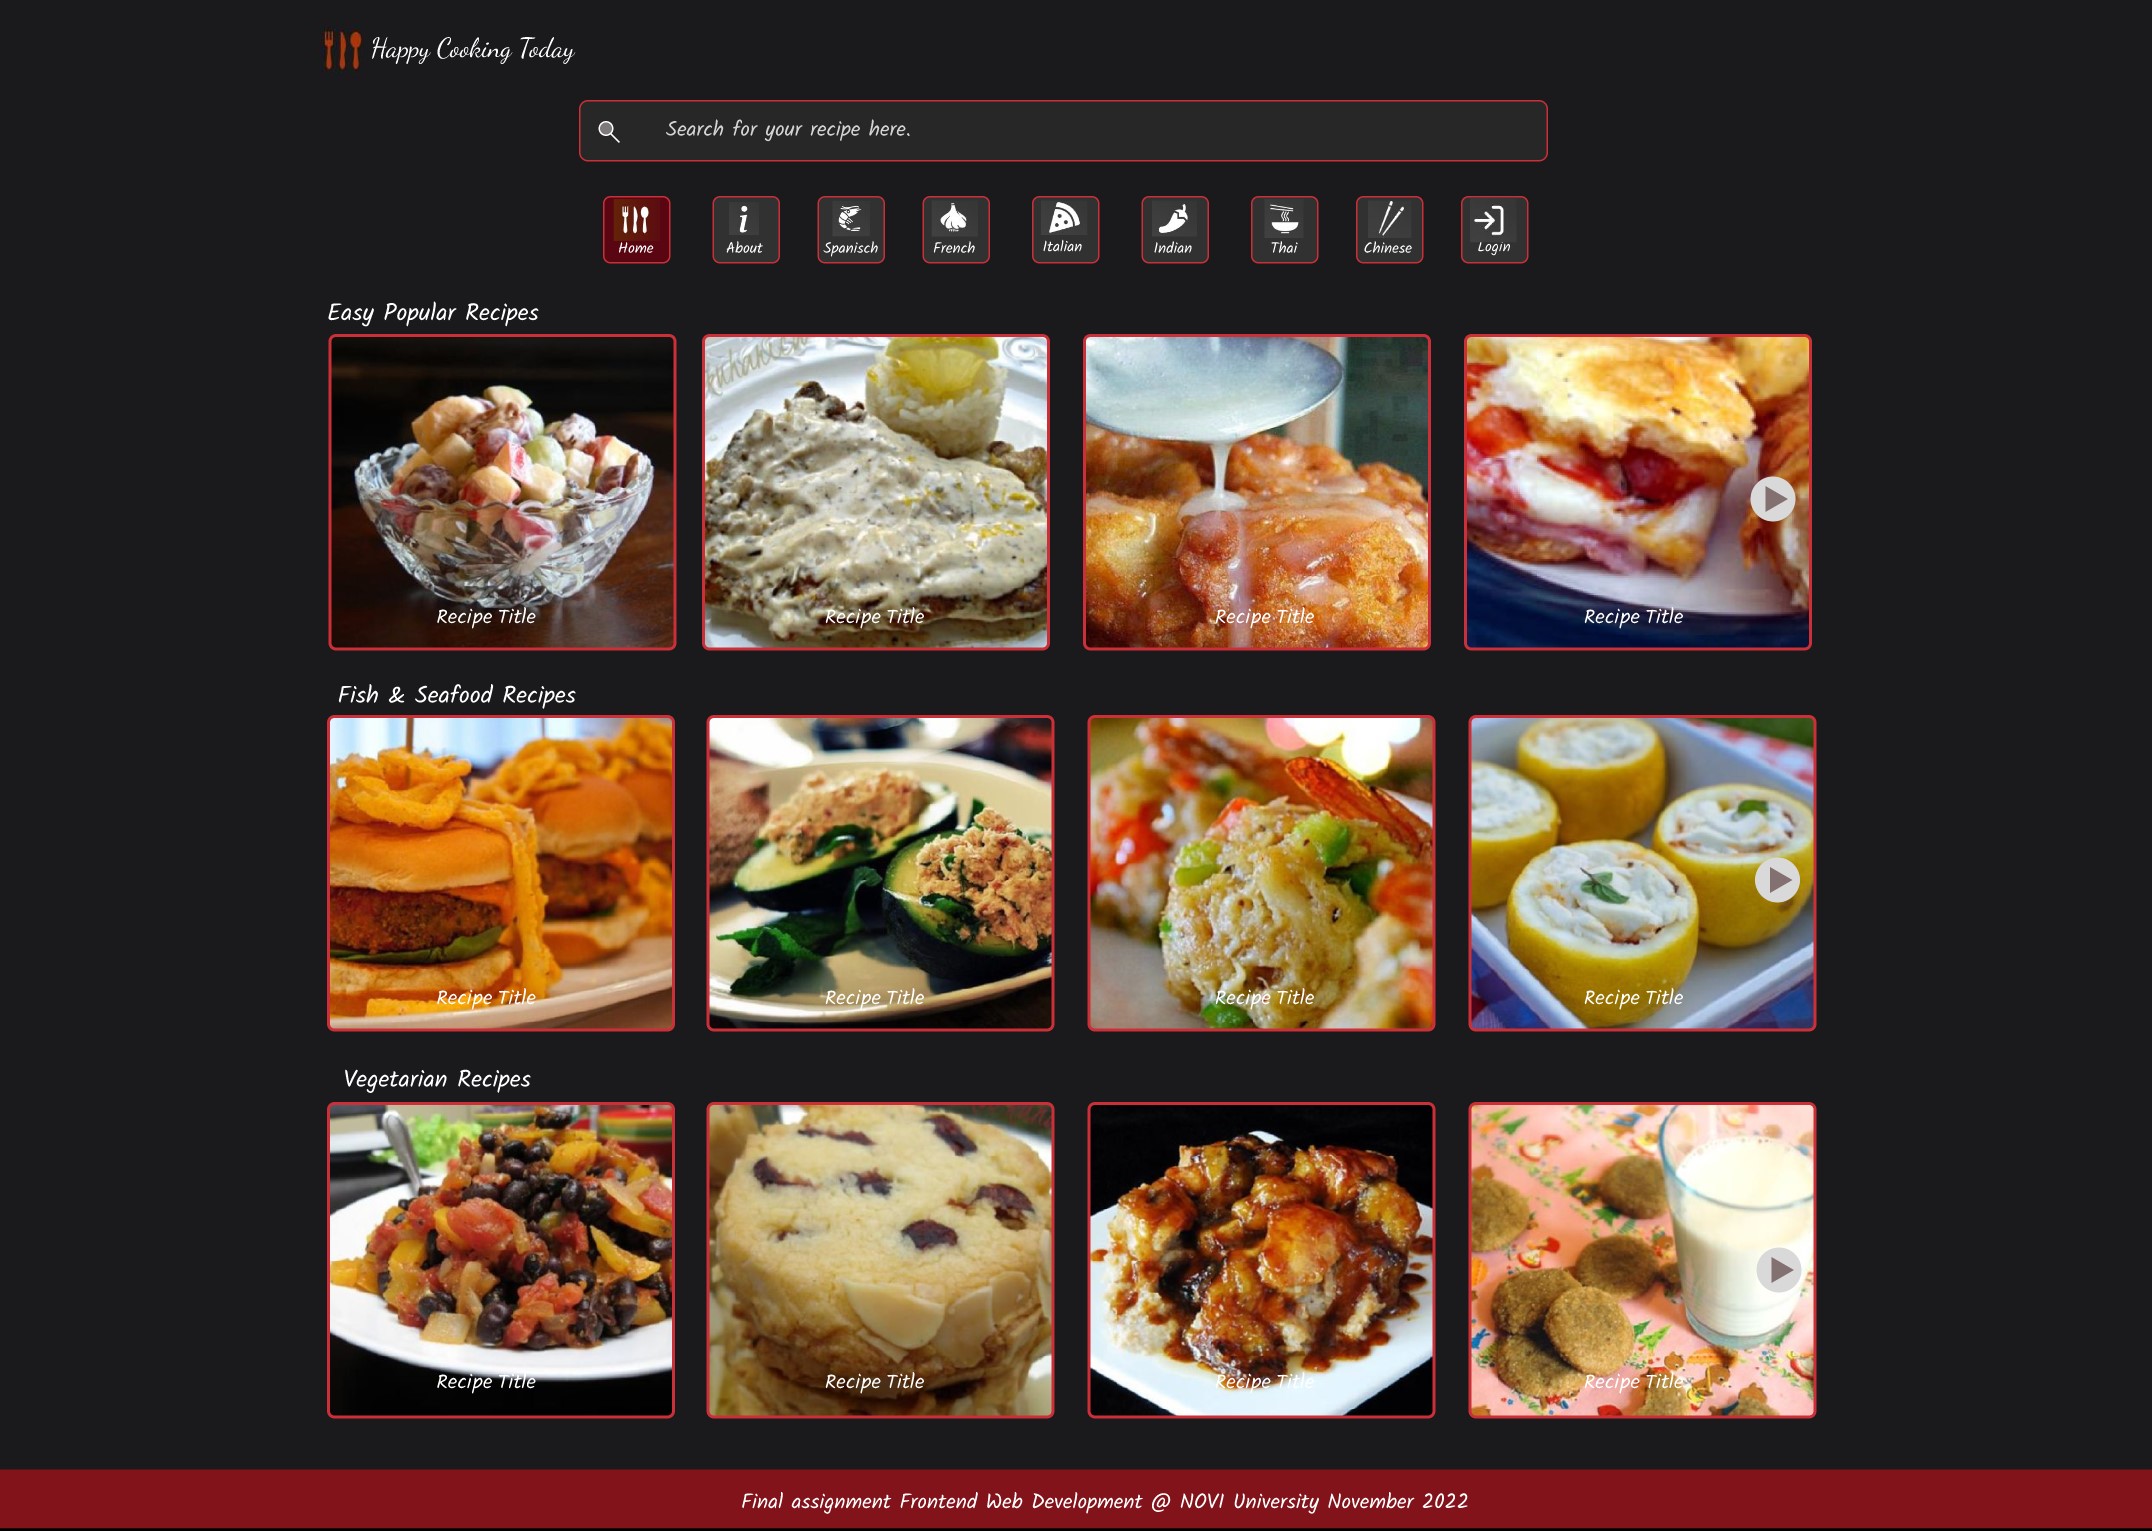 Happy Cooking Today
Search for your recipe here.
Home About Spanisch French Italian Indian Thai Chinese Login
Easy Popular Recipes
Recipe Title Recipe Title Recipe Title Recipe Title
Fish & Seafood Recipes
Recipe Title Recipe Title Recipe Title Recipe Title
Vegetarian Recipes
Recipe Title Recipe Title Recipe Title Recipe Title
Final assignment Frontend Web Development @ NOVI University November 2022